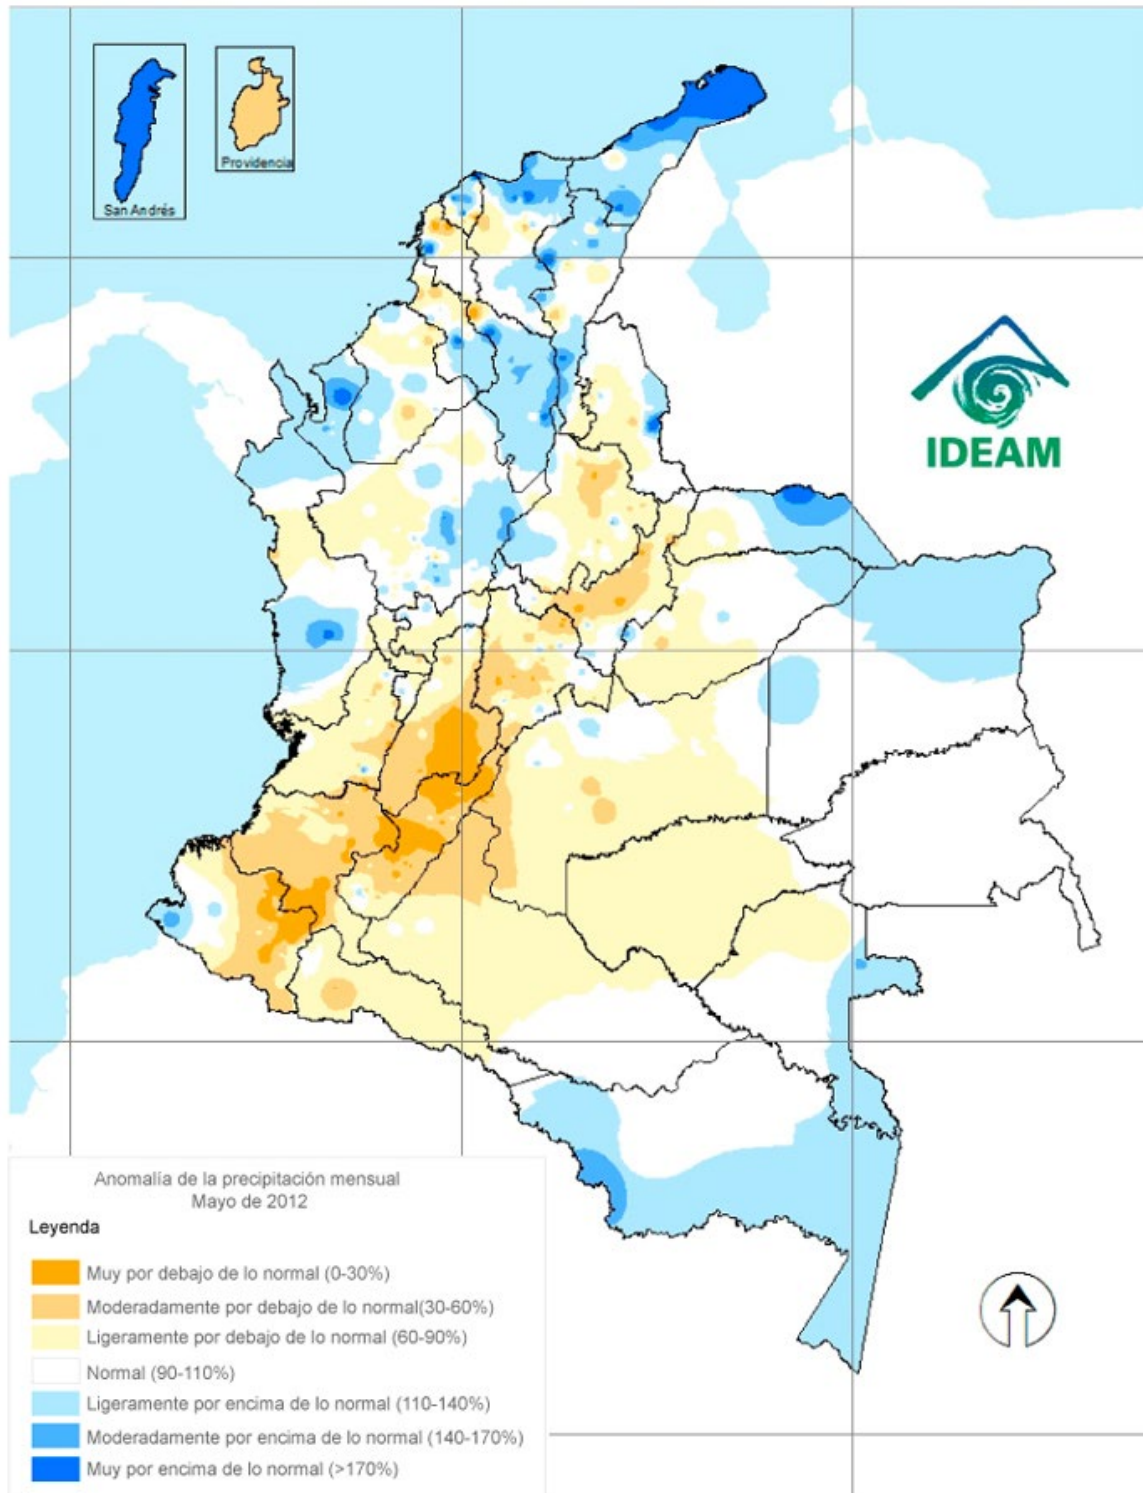 San Andrés
Providencia
IDEAM
Anomalía de la precipitación mensual
Mayo de 2012
Leyenda
Muy por debajo de lo normal (0-30%)
Moderadamente por debajo de lo normal(30-60%)
Ligeramente por debajo de lo normal (60-90%)
Normal (90-110%)
Ligeramente por encima de lo normal (110-140%)
Moderadamente por encima de lo normal (140-170%)
Muy por encima de lo normal (>170%)